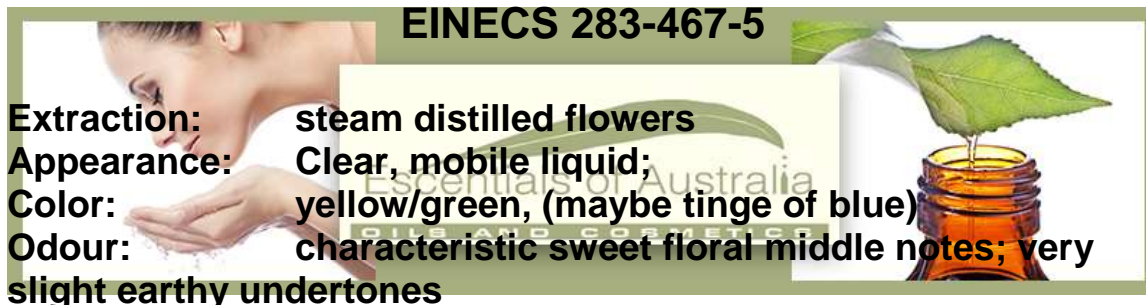 EINECS 283-467-5
Extraction: steam distilled flowers
Appearance: Clear, mobile liquid;
Escentials of Australia
Color: yellow/green, (maybe tinge of blue)
OILS AND COSMETICS
Odour: characteristic sweet floral middle notes; very
slight earthy undertones